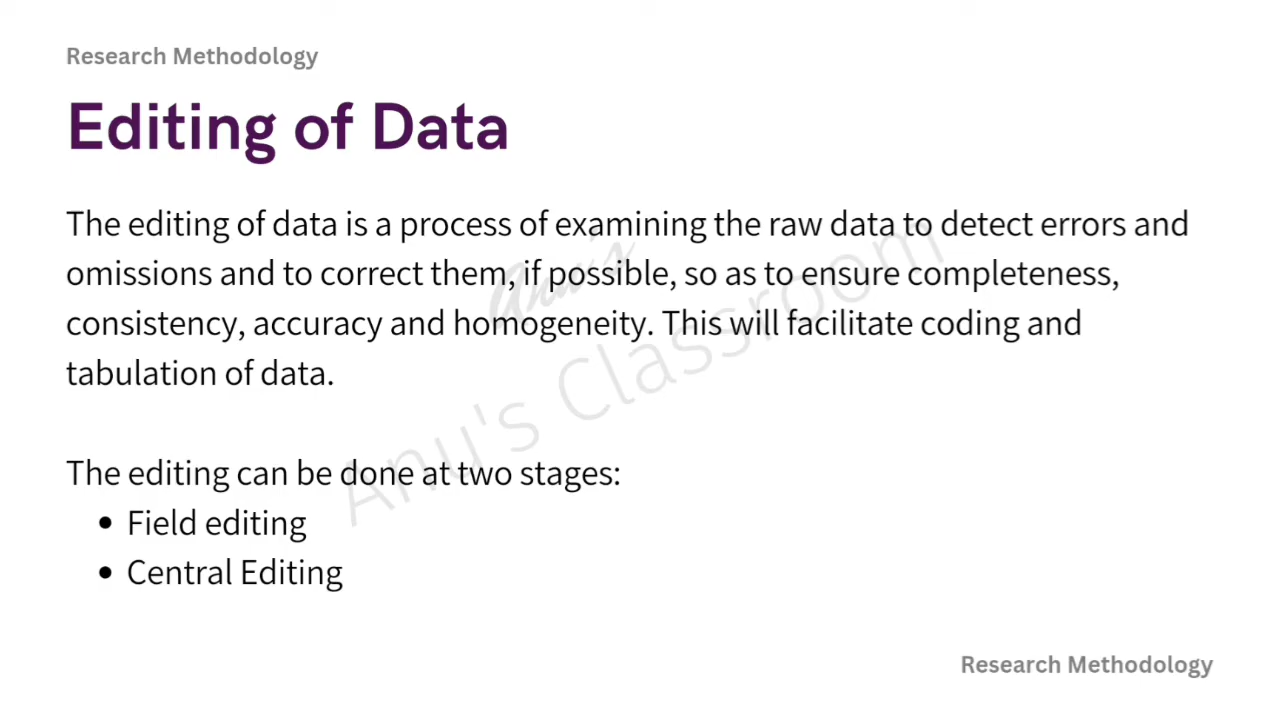 Research Methodology
Editing of Data
The editing of data is a process of examining the raw data to detect errors and
omissions and to correct them, if possible, so as to ensure completeness,
consistency, accuracy and homogeneity. This will facilitate coding and
tabulation of data.
Anu's
Anu's Classroom
The editing can be done at two stages:
• Field editing
• Central Editing
Research Methodology